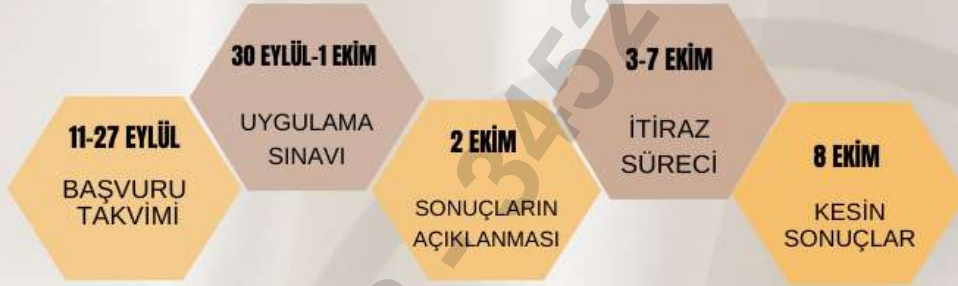 11-27 EYLÜL
BAŞVURU
TAKVİMİ
30 EYLÜL-1 EKİM
UYGULAMA
SINAVI
2 EKİM
SONUÇLARIN
AÇIKLANMASI
3-7 EKİM
İTİRAZ
SÜRECİ
8 EKİM
KESİN
SONUÇLAR